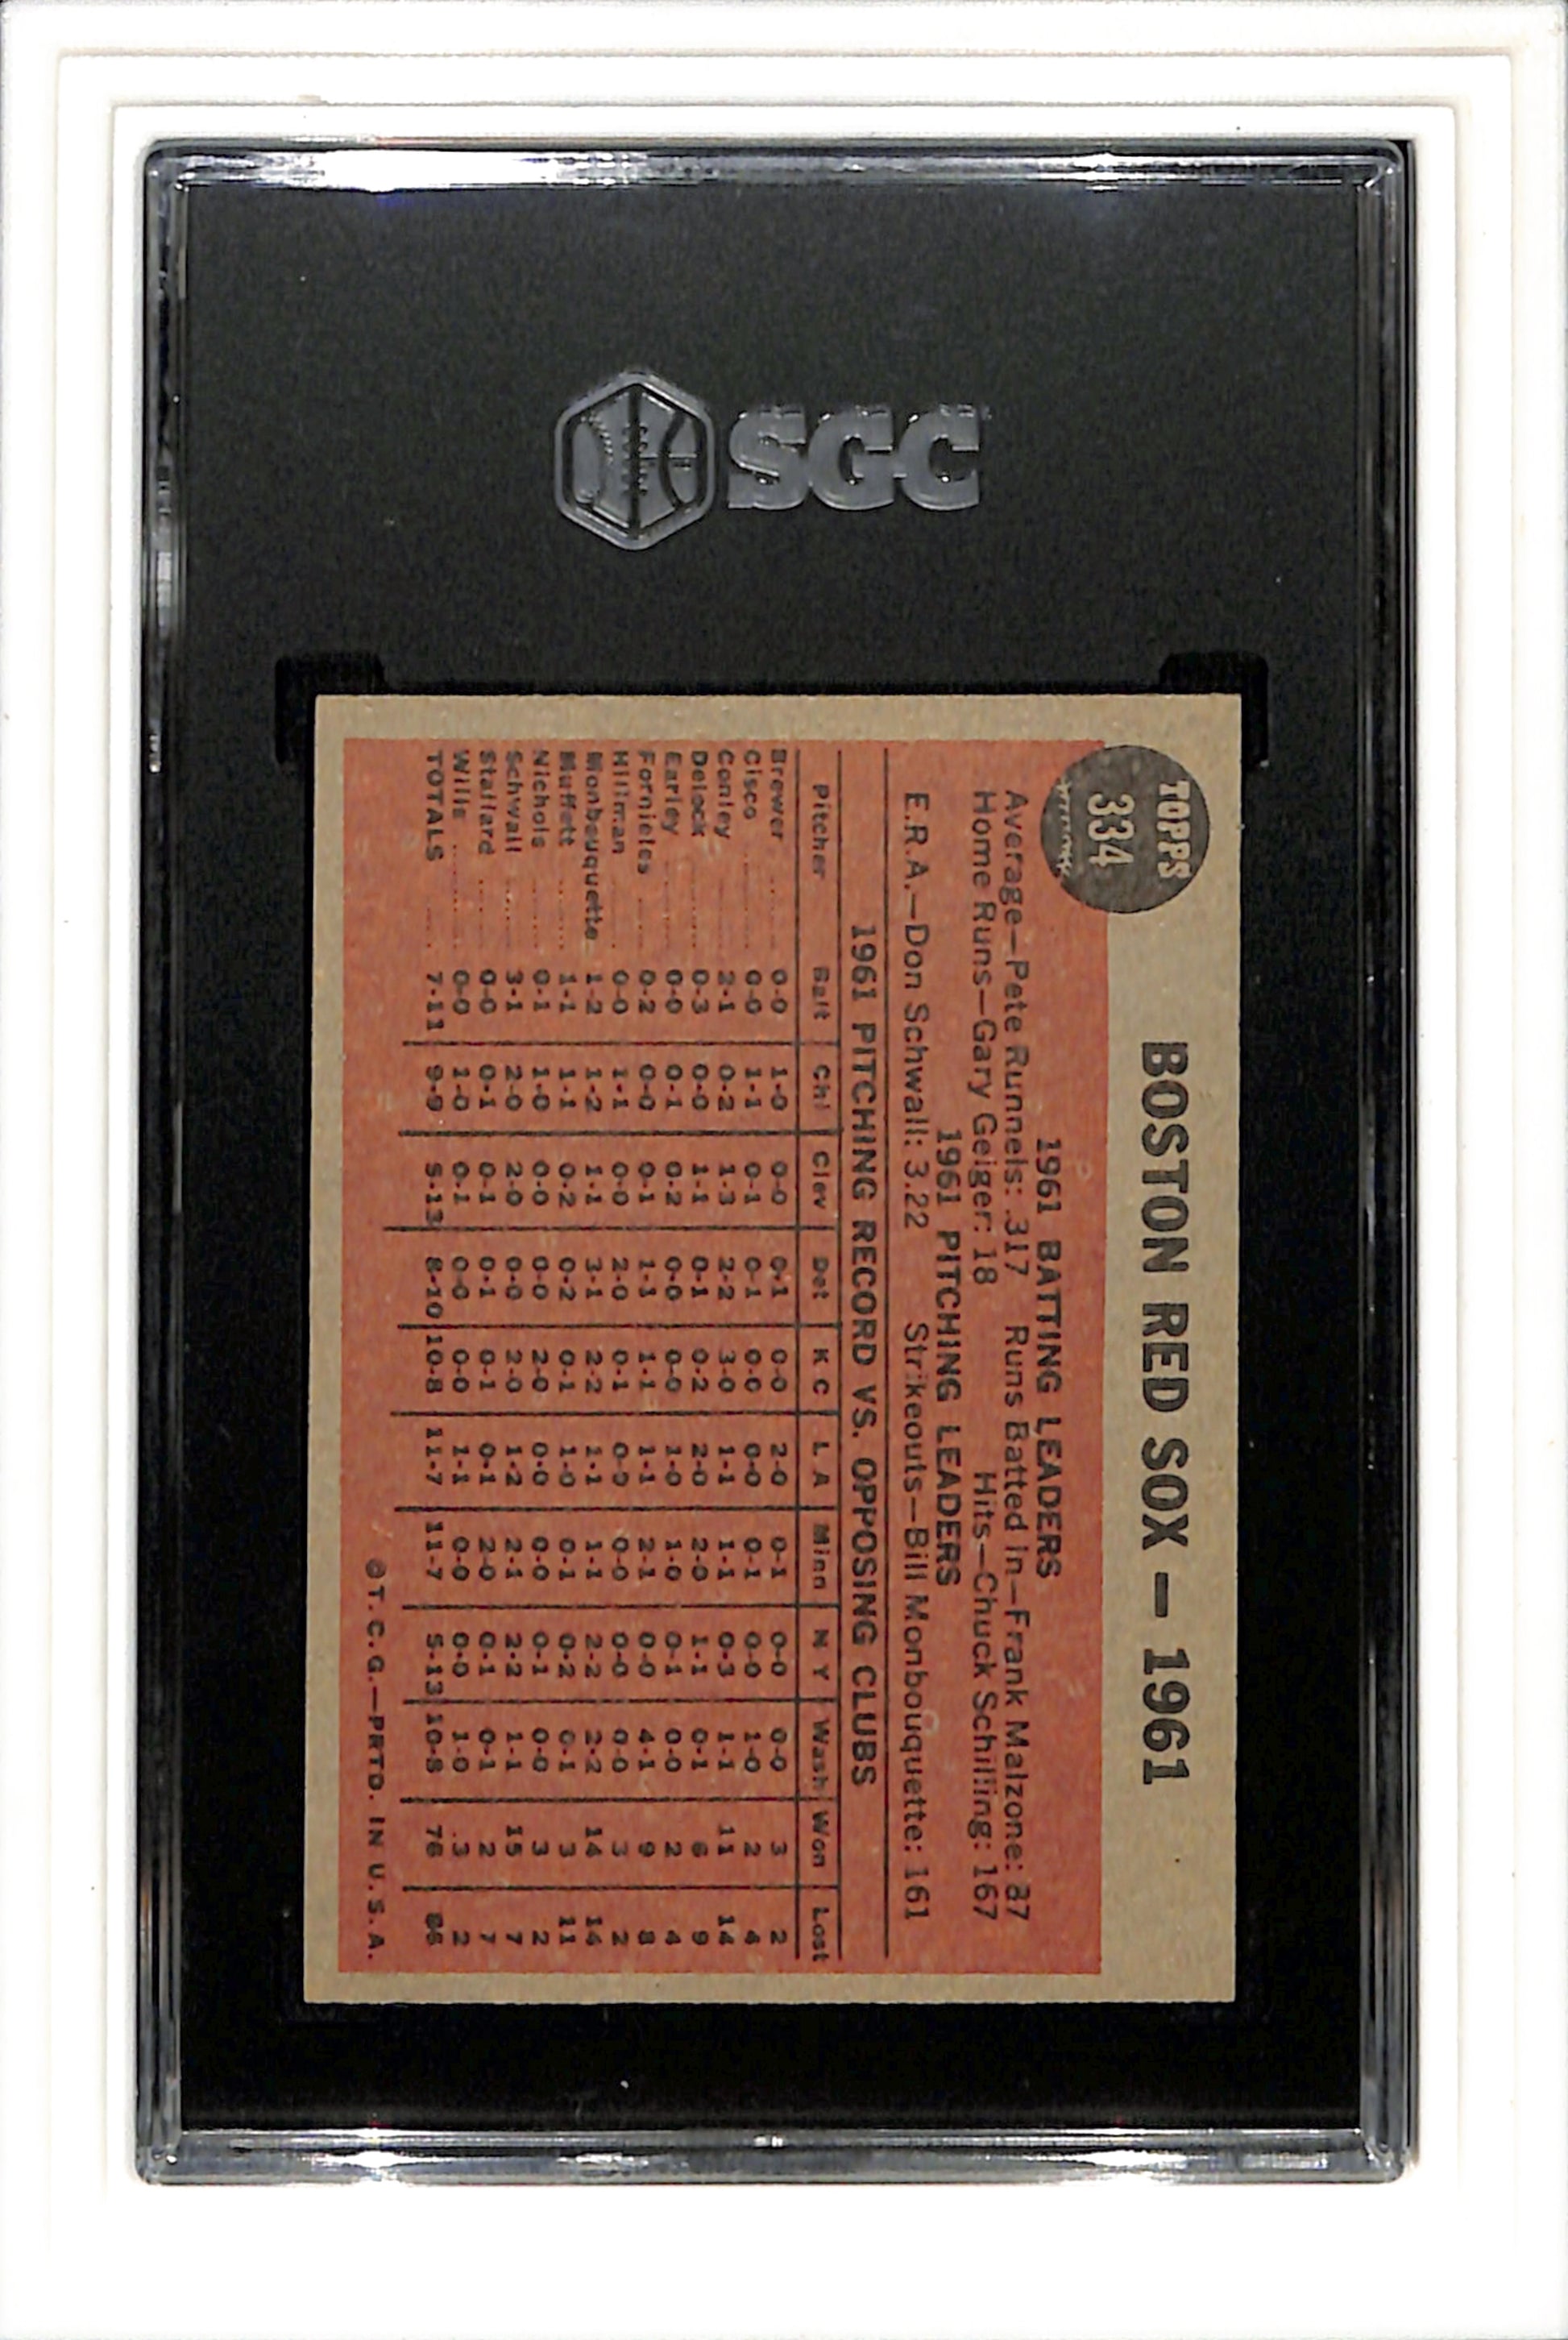 SGC
TOPPS
334
BOSTON RED SOX — 1961
1961 BATTING LEADERS
Average—Pete Runnels: .317 Runs Batted in—Frank Malzone: 87
Home Runs—Gary Geiger: 18 Hits—Chuck Schilling: 167
1961 PITCHING LEADERS
E.R.A.—Don Schwall: 3.22 Strikeouts—Bill Monbouquette: 161
1961 PITCHING RECORD VS. OPPOSING CLUBS
Pitcher Balt Chi Clev Det K C L A Minn N Y Wash Won Lost
Brewer ...... 0-0 1-0 0-0 0-1 0-0 2-0 0-1 0-0 0-0 3 2
Cisco ...... 0-0 1-1 0-1 0-1 0-0 0-0 0-1 0-0 1-0 2 4
Conley ...... 2-1 0-2 1-3 2-2 3-0 1-1 1-1 0-3 1-1 11 14
Delock ...... 0-3 0-0 1-1 0-1 0-2 2-0 2-0 1-1 0-1 6 9
Earley ...... 0-0 0-1 0-2 0-0 0-0 1-0 1-0 0-1 0-0 2 4
Fornieles ..... 0-2 0-0 0-1 1-1 1-1 1-1 2-1 0-0 4-1 9 8
Hillman ..... 0-0 1-1 0-0 2-0 0-1 0-0 0-0 0-0 0-0 3 2
Monbouquette 1-2 1-2 1-1 3-1 2-2 1-1 1-1 2-2 2-2 14 14
Muffett ...... 1-1 1-1 0-2 0-2 0-1 1-0 0-1 0-2 0-1 3 11
Nichols ..... 0-1 1-0 0-0 0-0 2-0 0-0 0-0 0-1 0-0 3 2
Schwall ..... 3-1 2-0 2-0 0-0 2-0 1-2 2-1 2-2 1-1 15 7
Stallard ..... 0-0 0-1 0-1 0-1 0-1 0-1 2-0 0-1 0-1 2 7
Wills ...... 0-0 1-0 0-1 0-0 0-0 1-1 0-0 0-0 1-0 3 2
TOTALS .... 7-11 9-9 5-13 8-10 10-8 11-7 11-7 5-13 10-8 76 86
©T.C.G.—PRTD. IN U.S.A.